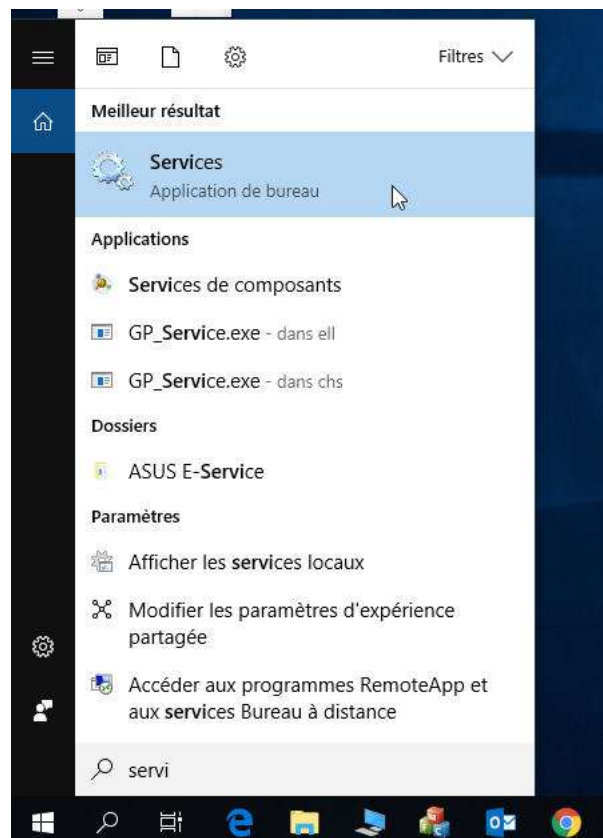 Filtres
Meilleur résultat
Services
Application de bureau
Applications
Services de composants
GP_Service.exe - dans ell
GP_Service.exe - dans chs
Dossiers
ASUS E-Service
Paramètres
Afficher les services locaux
Modifier les paramètres d'expérience
partagée
Accéder aux programmes RemoteApp et
aux services Bureau à distance
servi